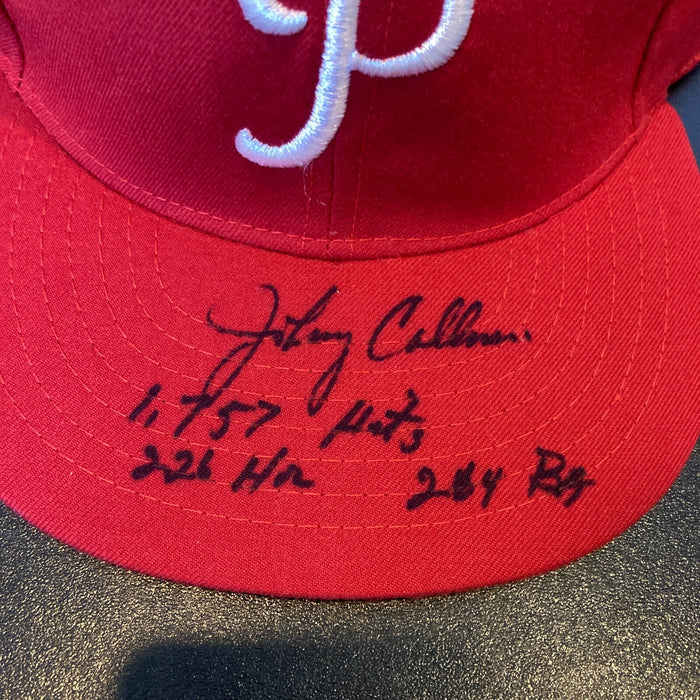 P
Johnny Callison
1,757 Hits
226 Hr 264 BA